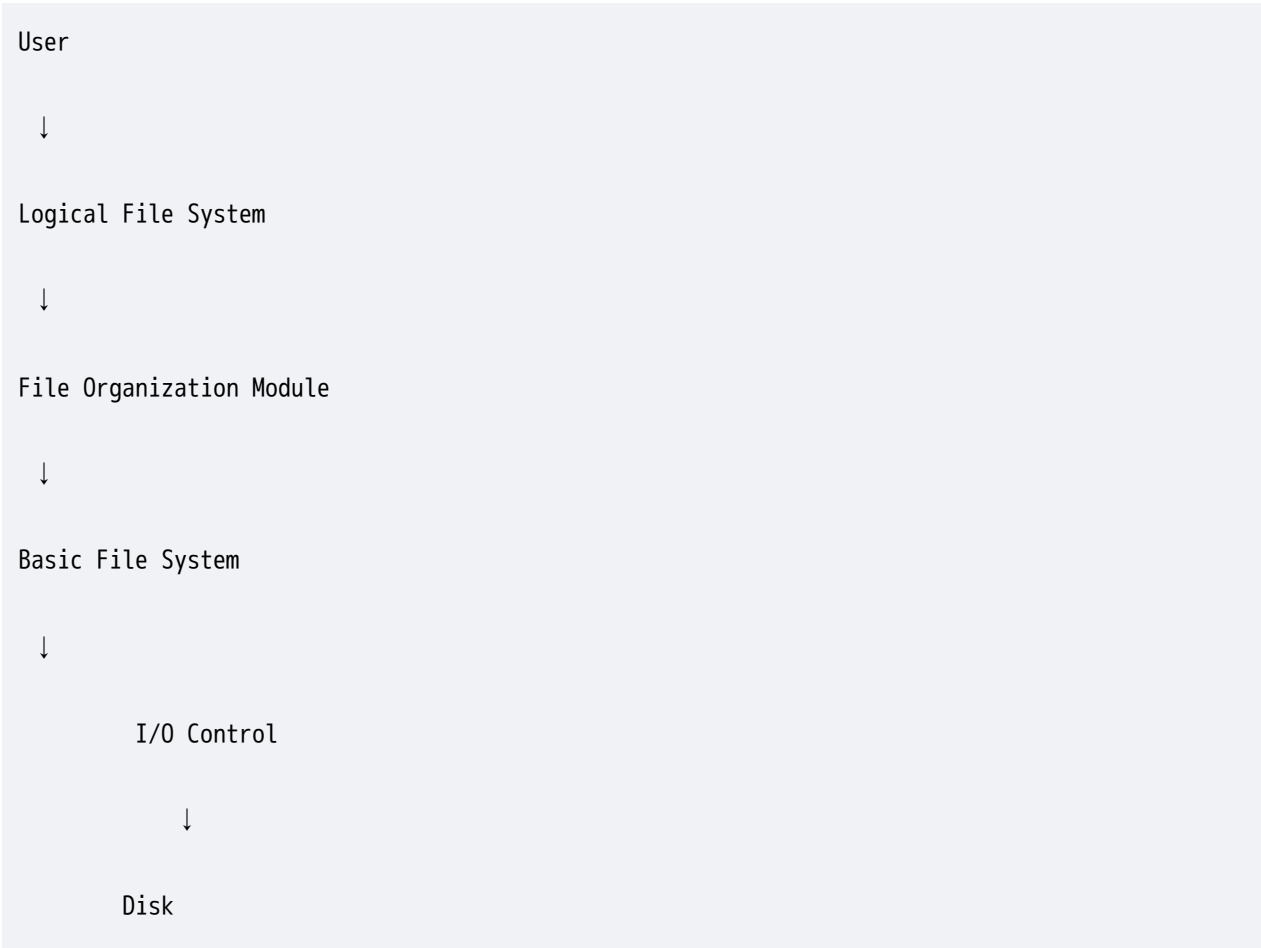 User
↓
Logical File System
↓
File Organization Module
↓
Basic File System
↓
I/O Control
↓
Disk